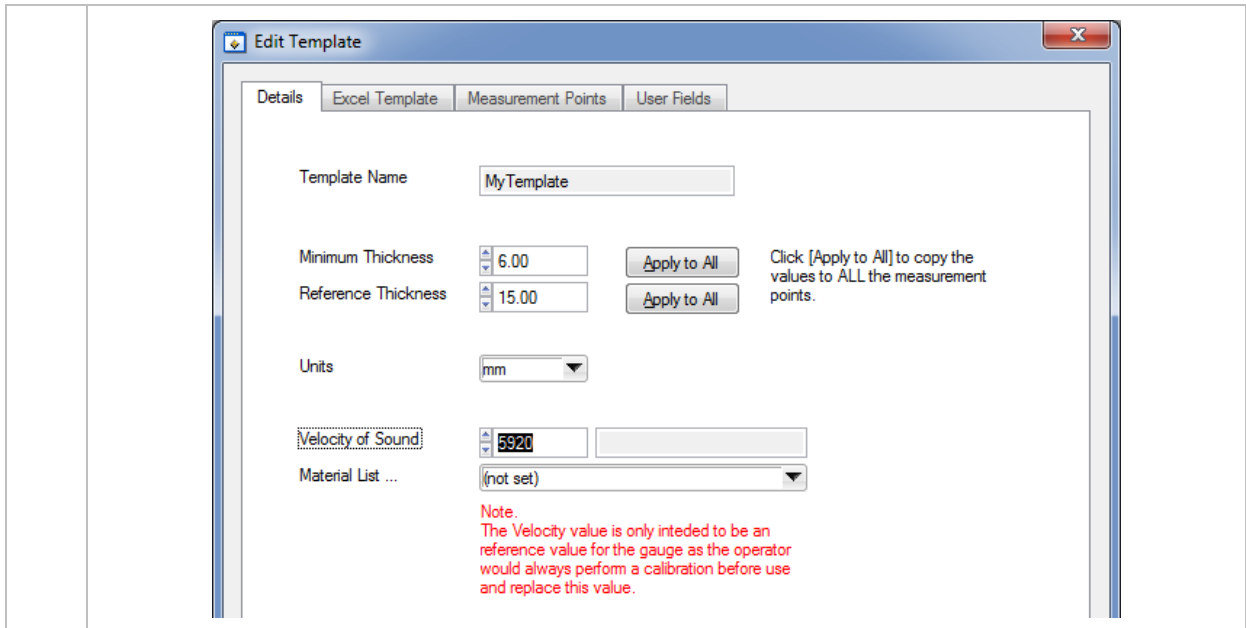 Edit Template
Details Excel Template Measurement Points User Fields
Template Name MyTemplate
Minimum Thickness 6.00 Apply to All Click [Apply to All] to copy the
values to ALL the measurement
Reference Thickness 15.00 Apply to All points.
Units mm
Velocity of Sound 5920
Material List ... (not set)
Note.
The Velocity value is only inteded to be an
reference value for the gauge as the operator
would always perform a calibration before use
and replace this value.